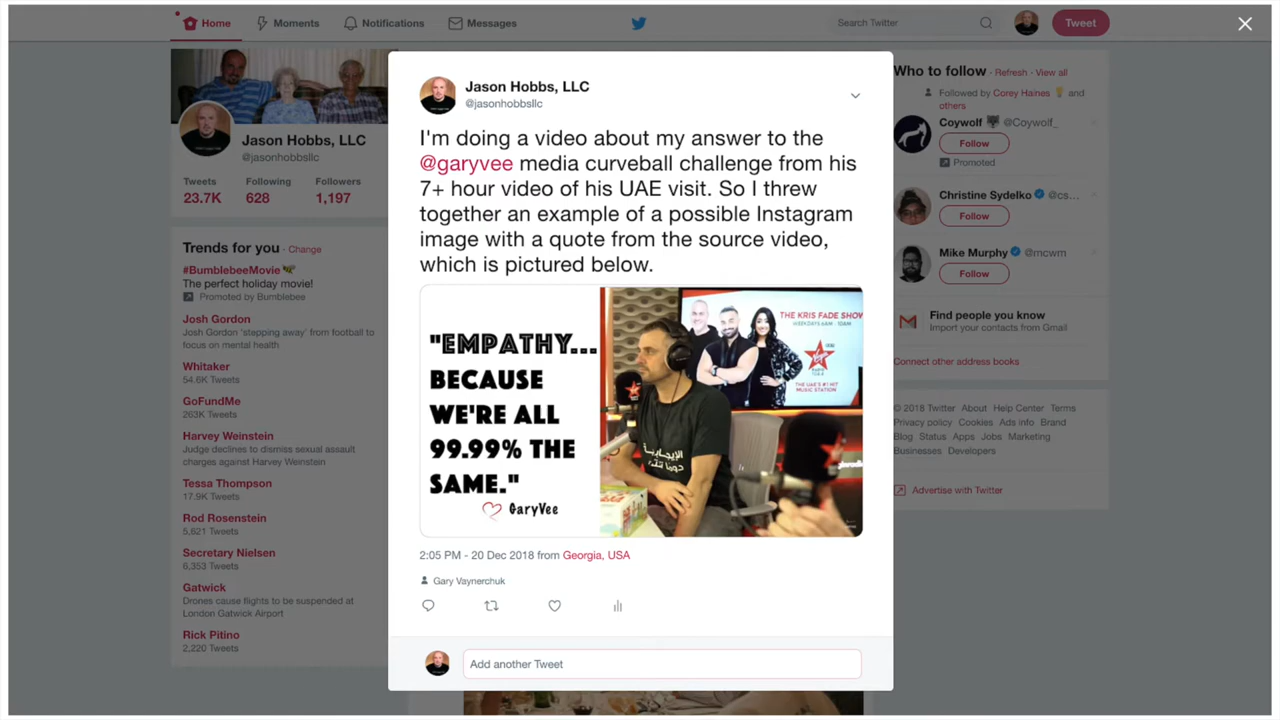 Home
Moments
Notifications
Messages
Search Twitter
Tweet
Jason Hobbs, LLC
@jasonhobbsllc
Tweets
Following
Followers
23.7K
628
1,197
Trends for you · Change
#BumblebeeMovie
The perfect holiday movie!
Promoted by Bumblebee
Josh Gordon
Josh Gordon 'stepping away' from football to
focus on mental health
Whitaker
54.6K Tweets
GoFundMe
263K Tweets
Harvey Weinstein
Judge declines to dismiss sexual assault
charges against Harvey Weinstein
Tessa Thompson
17.9K Tweets
Rod Rosenstein
5,621 Tweets
Secretary Nielsen
6,353 Tweets
Gatwick
Drones cause flights to be suspended at
London Gatwick Airport
Rick Pitino
2,220 Tweets
Jason Hobbs, LLC
@jasonhobbsllc
I'm doing a video about my answer to the
@garyvee media curveball challenge from his
7+ hour video of his UAE visit. So I threw
together an example of a possible Instagram
image with a quote from the source video,
which is pictured below.
"EMPATHY...
BECAUSE
WE'RE ALL
99.99% THE
SAME."
GaryVee
THE KRIS FADE SHOW
WEEKDAYS 6AM - 10AM
THE UAE'S #1 HIT
MUSIC STATION
الإيجابية
دوما تفوز
2:05 PM - 20 Dec 2018 from Georgia, USA
Gary Vaynerchuk
Add another Tweet
Who to follow · Refresh · View all
Followed by Corey Haines and
others
Coywolf @Coywolf_
Follow
Promoted
Christine Sydelko @cs...
Follow
Mike Murphy @mcwm
Follow
Find people you know
Import your contacts from Gmail
Connect other address books
© 2018 Twitter About Help Center Terms
Privacy policy Cookies Ads info Brand
Blog Status Apps Jobs Marketing
Businesses Developers
Advertise with Twitter